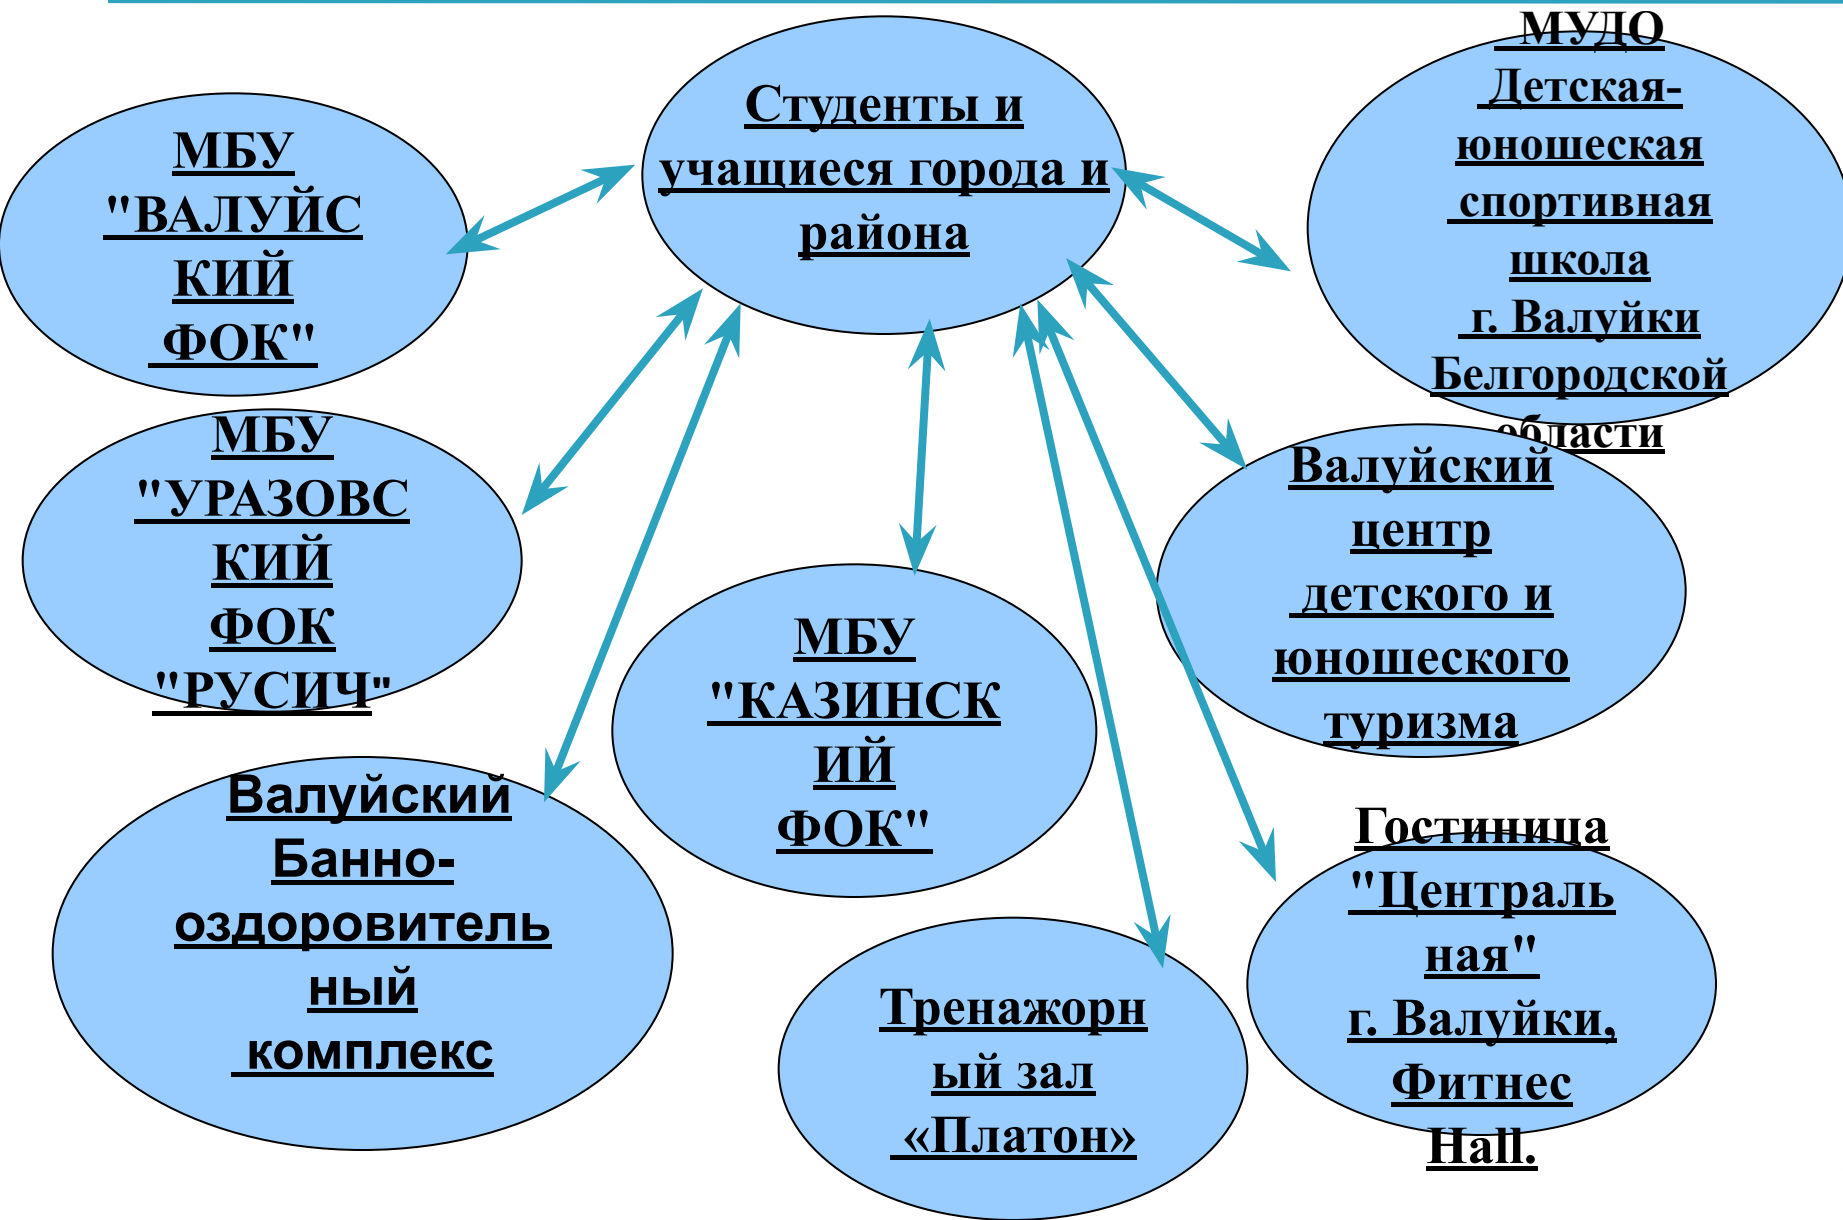 Студенты и
учащиеся города и
района
МБУ
"ВАЛУЙС
КИЙ
ФОК"
МУДО
Детская-
юношеская
спортивная
школа
г. Валуйки
Белгородской
области
МБУ
"УРАЗОВС
КИЙ
ФОК
"РУСИЧ"
Валуйский
центр
детского и
юношеского
туризма
МБУ
"КАЗИНСК
ИЙ
ФОК"
Валуйский
Банно-
оздоровитель
ный
комплекс
Тренажорн
ый зал
«Платон»
Гостиница
"Централь
ная"
г. Валуйки,
Фитнес
Hall.